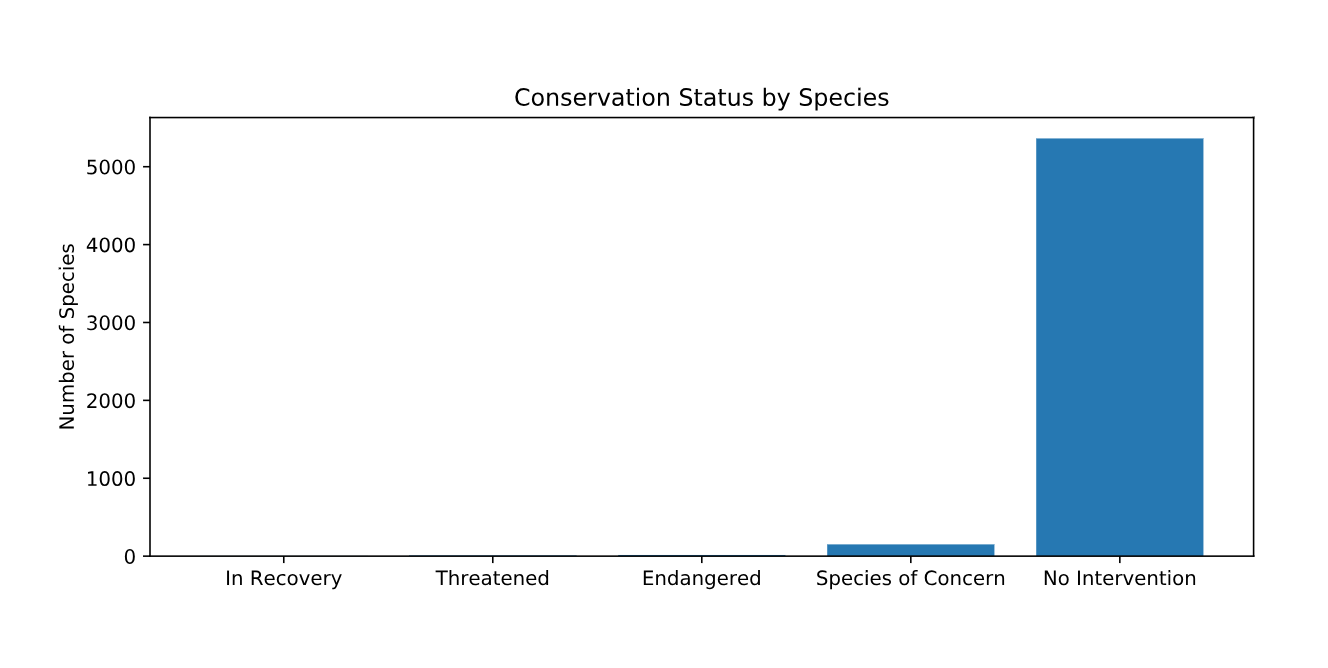 Conservation Status by Species
Number of Species
5000
4000
3000
2000
1000
0
In Recovery
Threatened
Endangered
Species of Concern
No Intervention